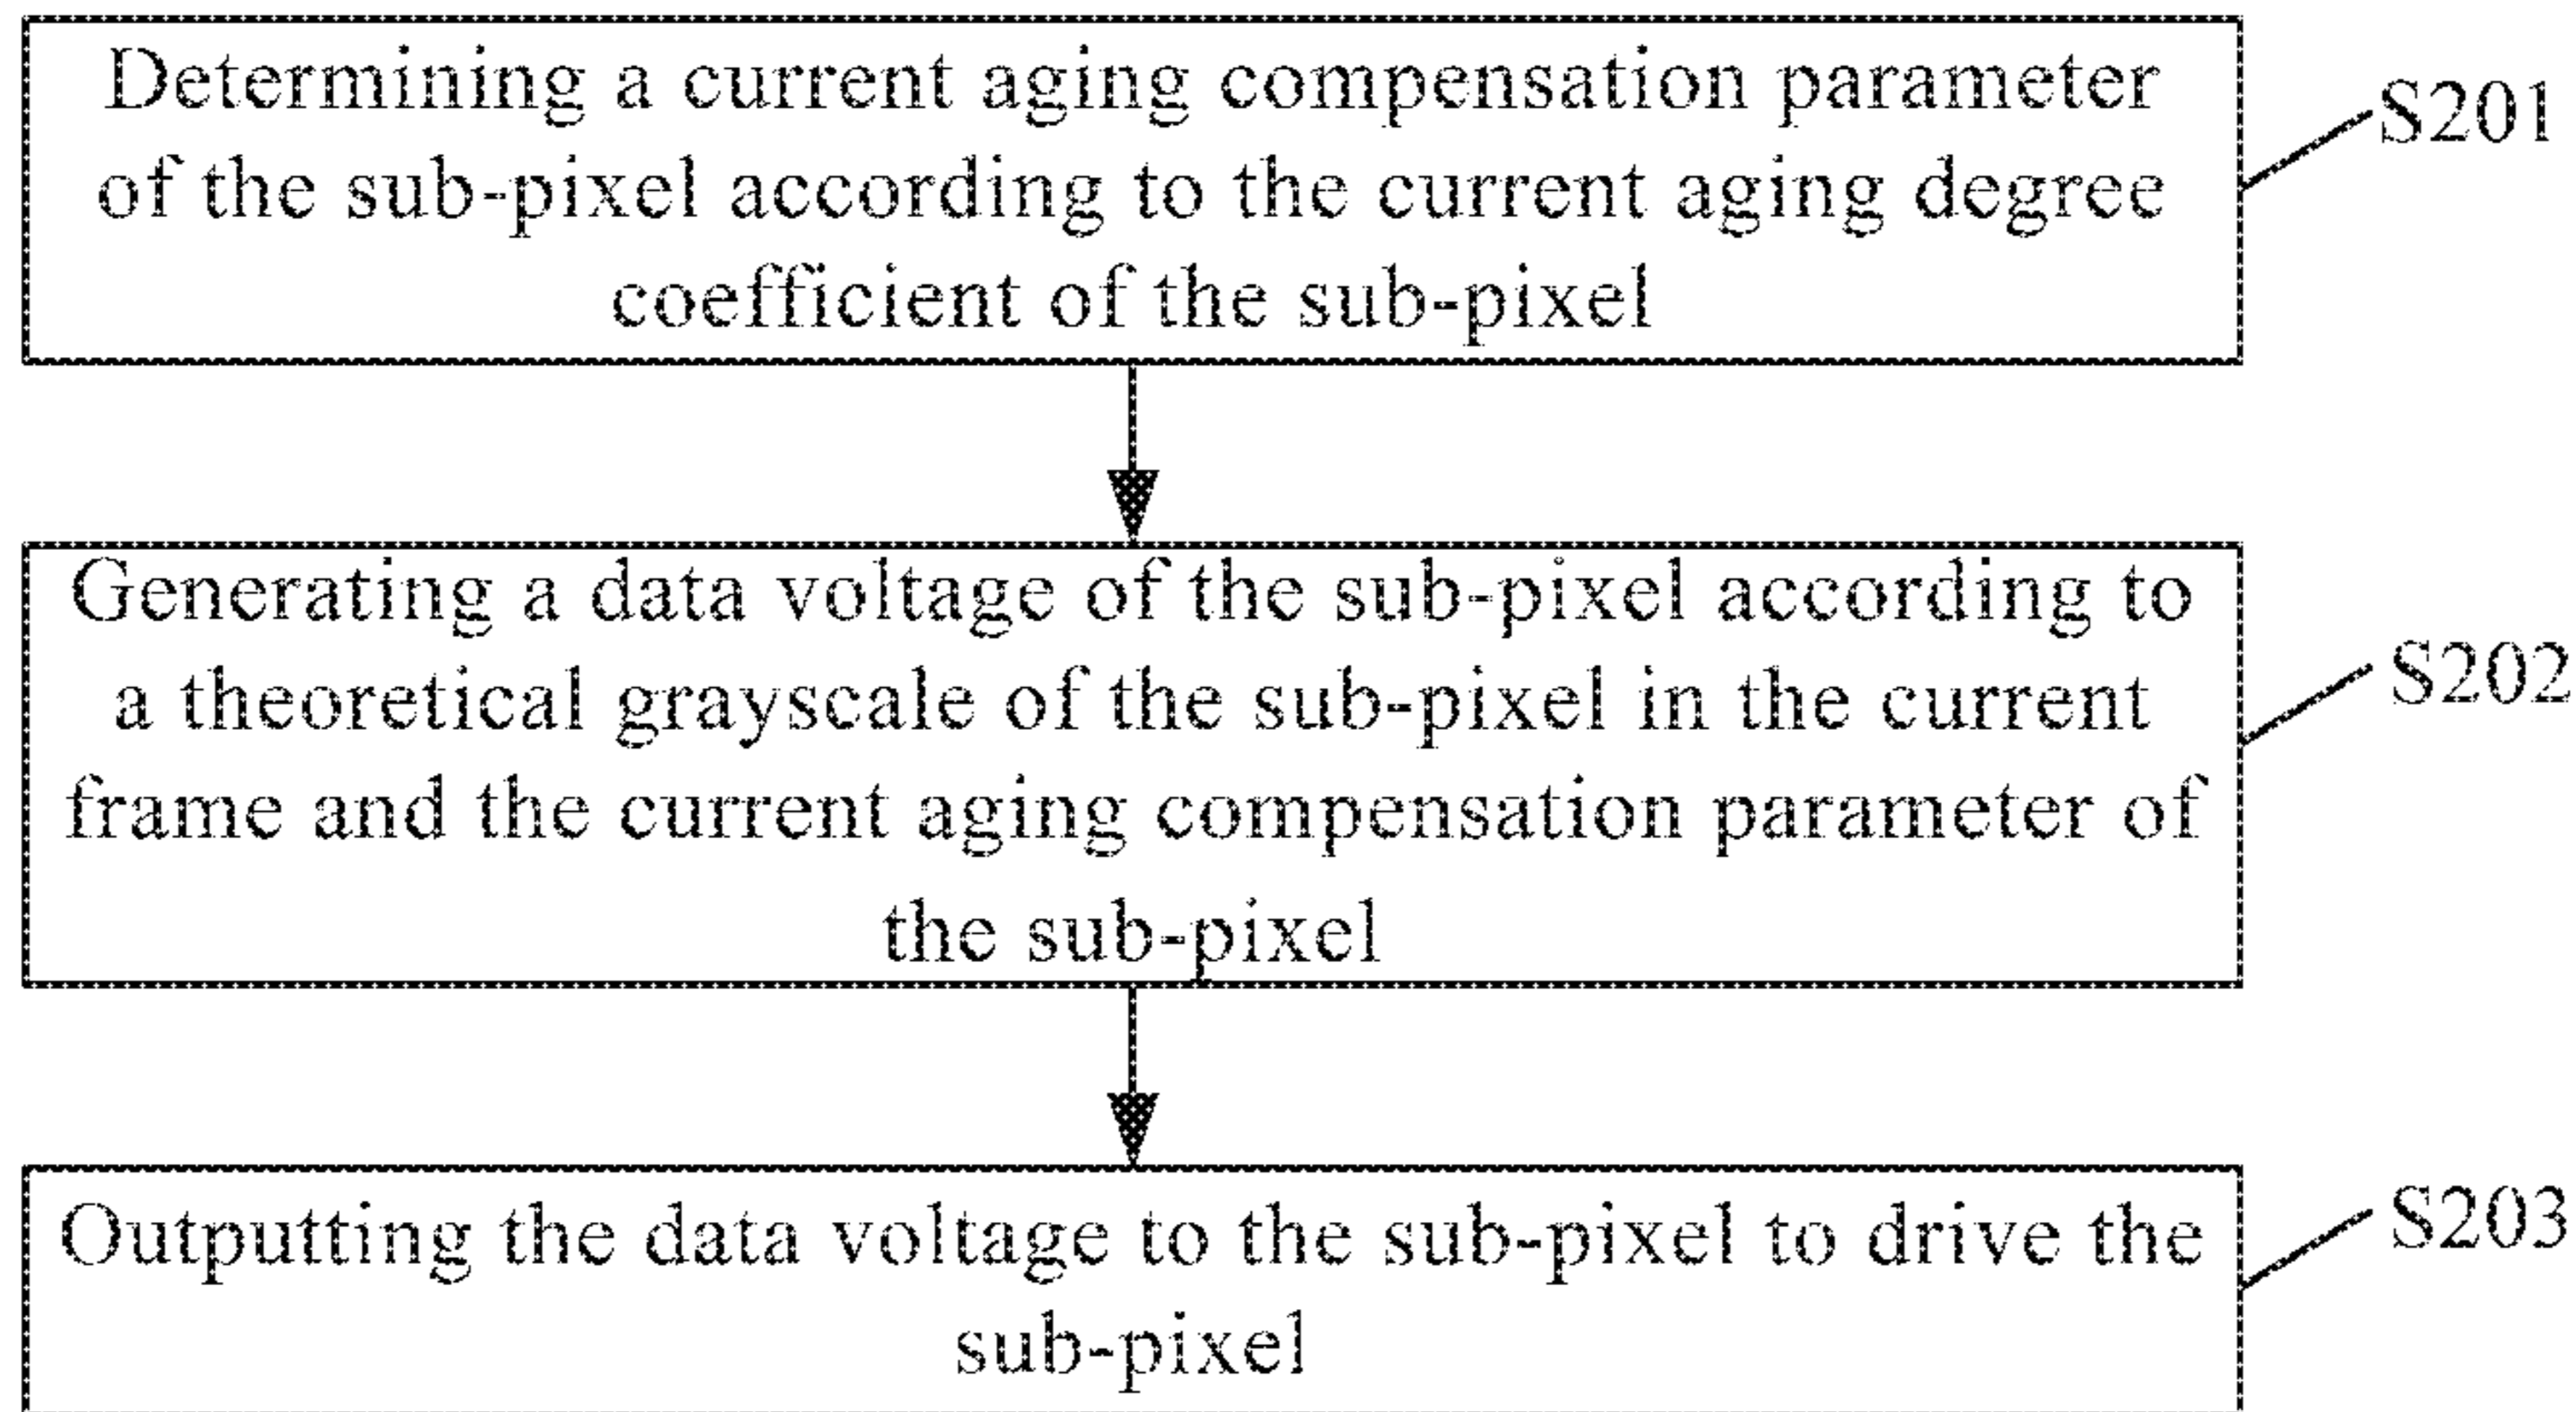 Determining a current aging compensation parameter
of the sub-pixel according to the current aging degree
coefficient of the sub-pixel
S201
Generating a data voltage of the sub-pixel according to
a theoretical grayscale of the sub-pixel in the current
frame and the current aging compensation parameter of
the sub-pixel
S202
Outputting the data voltage to the sub-pixel to drive the
sub-pixel
S203